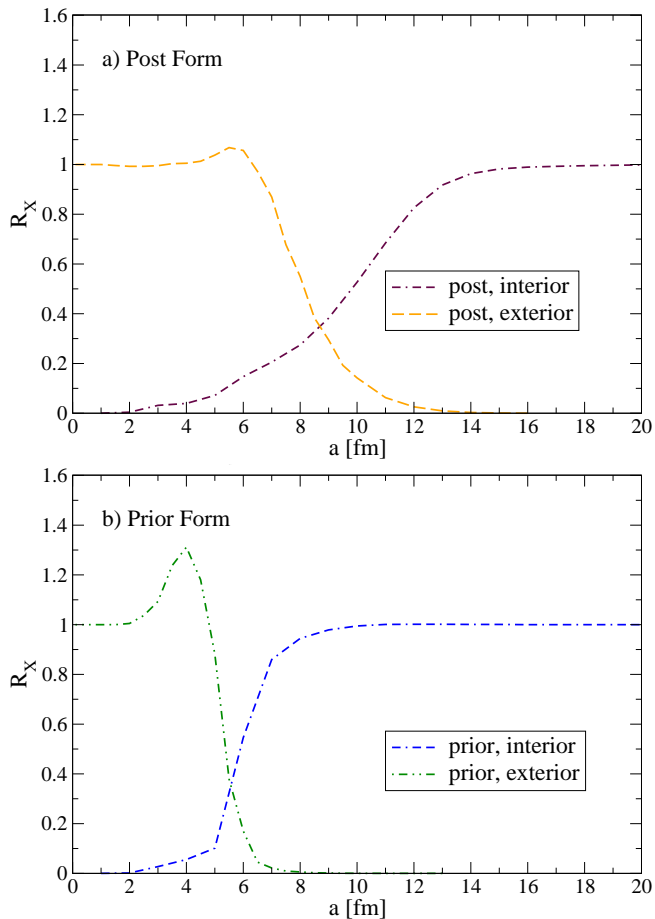 1.6
a) Post Form
1.4
1.2
1
0.8
R_X
0.6
post, interior
0.4
post, exterior
0.2
0
0 2 4 6 8 10 12 14 16 18 20
a [fm]
1.6
b) Prior Form
1.4
1.2
1
0.8
R_X
0.6
prior, interior
0.4
prior, exterior
0.2
0
0 2 4 6 8 10 12 14 16 18 20
a [fm]